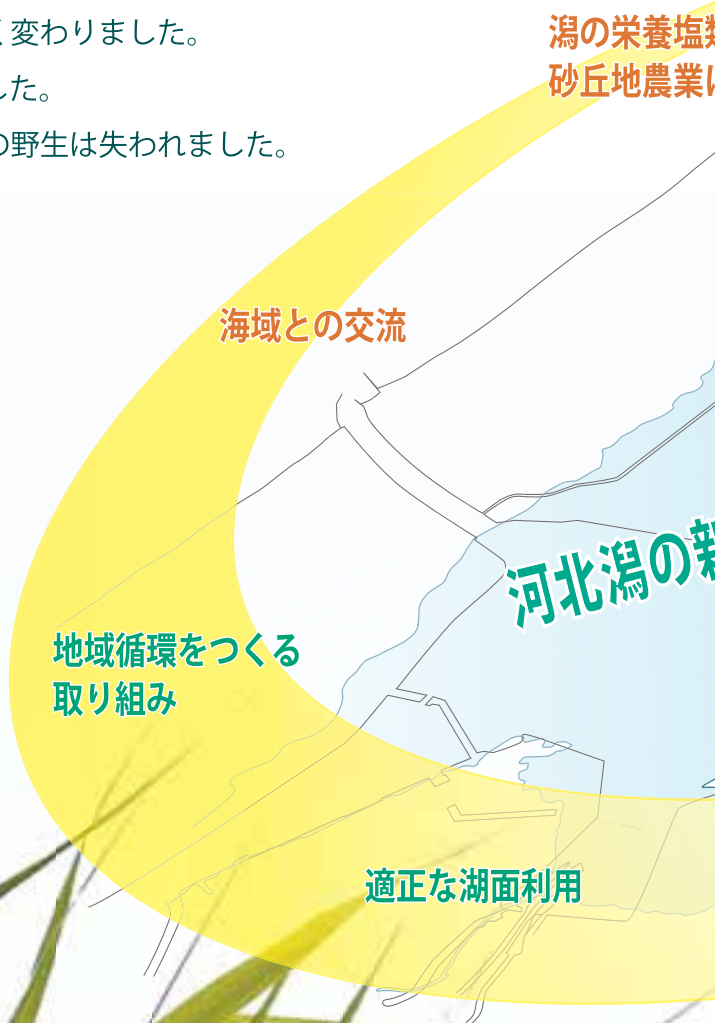 変わりました。
した。
の野生は失われました。
潟の栄養塩類
砂丘地農業に
海域との交流
河北潟の新
地域循環をつくる
取り組み
適正な湖面利用